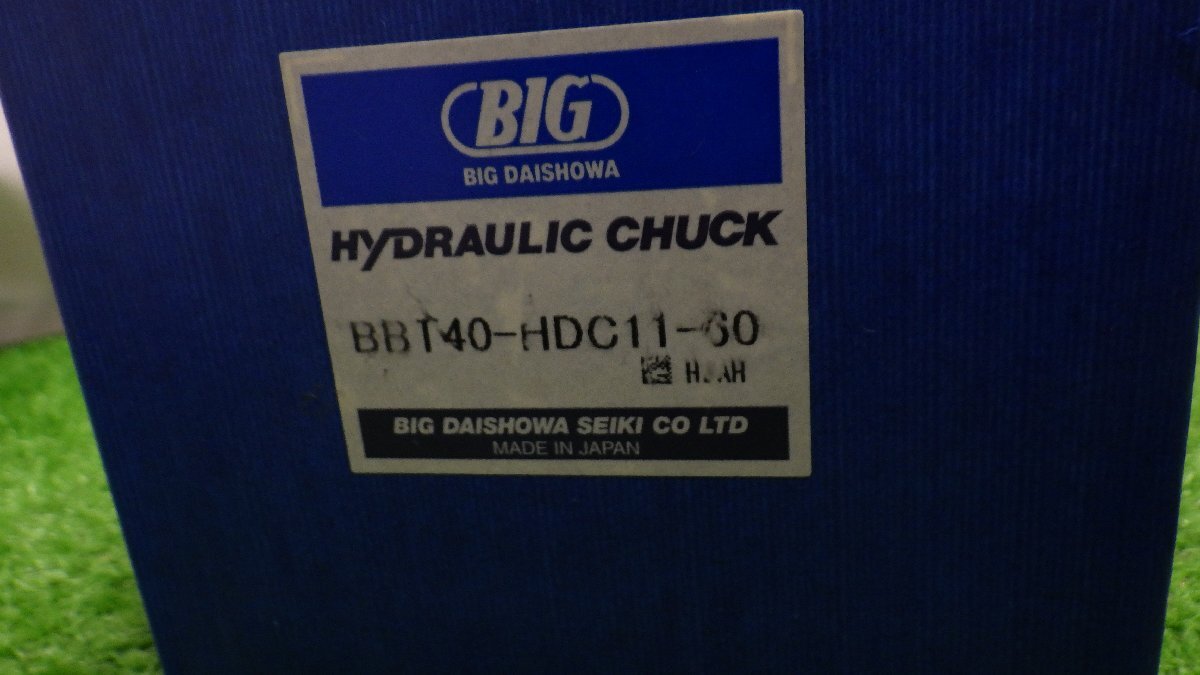 BIG
BIG DAISHOWA
HYDRAULIC CHUCK
BBT40-HDC11-60
BIG DAISHOWA SEIKI CO LTD
MADE IN JAPAN